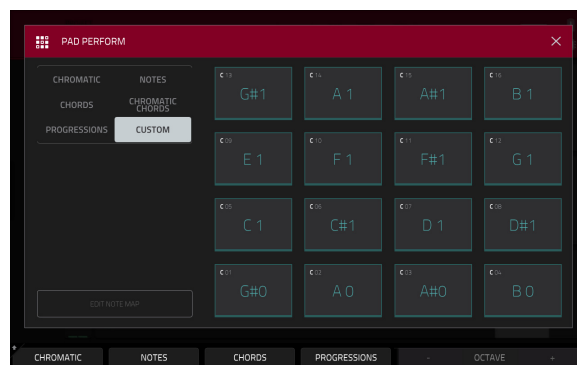 PAD PERFORM
CHROMATIC NOTES
CHORDS CHROMATIC CHORDS
PROGRESSIONS CUSTOM
EDIT NOTE MAP
C 13 C 14 C 15 C 16
G#1 A 1 A#1 B 1
C 09 C 10 C 11 C 12
E 1 F 1 F#1 G 1
C 05 C 06 C 07 C 08
C 1 C#1 D 1 D#1
C 01 C 02 C 03 C 04
G#0 A 0 A#0 B 0
CHROMATIC NOTES CHORDS PROGRESSIONS - OCTAVE +